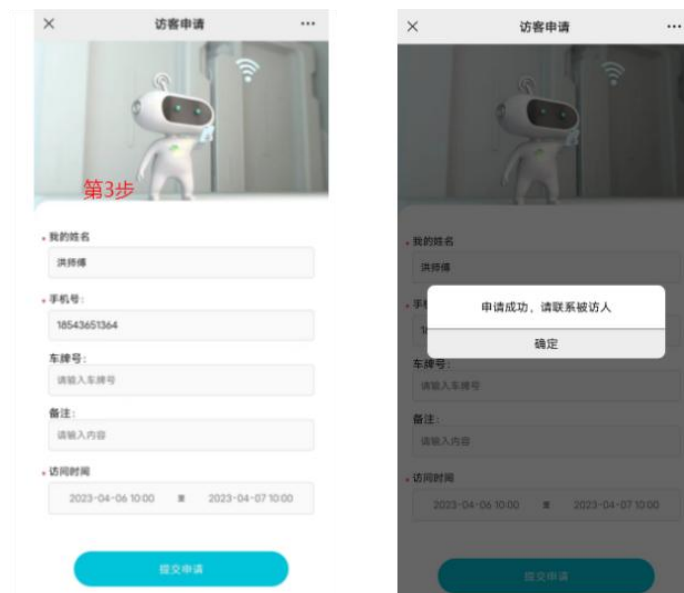 访客申请
第3步
我的姓名
洪师傅
手机号:
18543651364
车牌号:
请输入车牌号
备注:
请输入内容
访问时间
2023-04-06 10:00 至 2023-04-07 10:00
提交申请
访客申请
我的姓名
洪师傅
申请成功，请联系被访人
确定
车牌号:
请输入车牌号
备注:
请输入内容
访问时间
2023-04-06 10:00 至 2023-04-07 10:00
提交申请